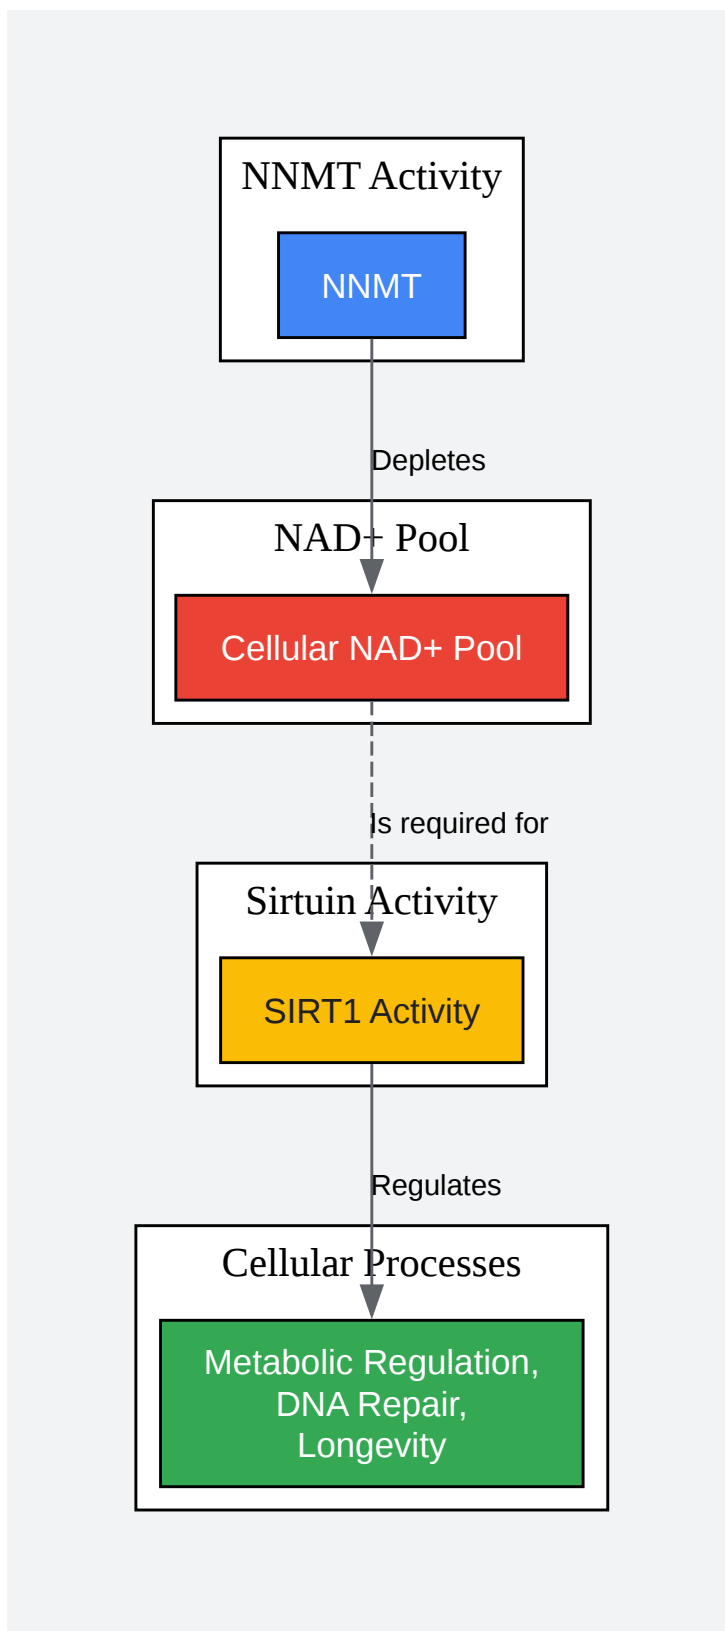 NNMT Activity
NNMT
Depletes
NAD+ Pool
Cellular NAD+ Pool
Is required for
Sirtuin Activity
SIRT1 Activity
Regulates
Cellular Processes
Metabolic Regulation,
DNA Repair,
Longevity